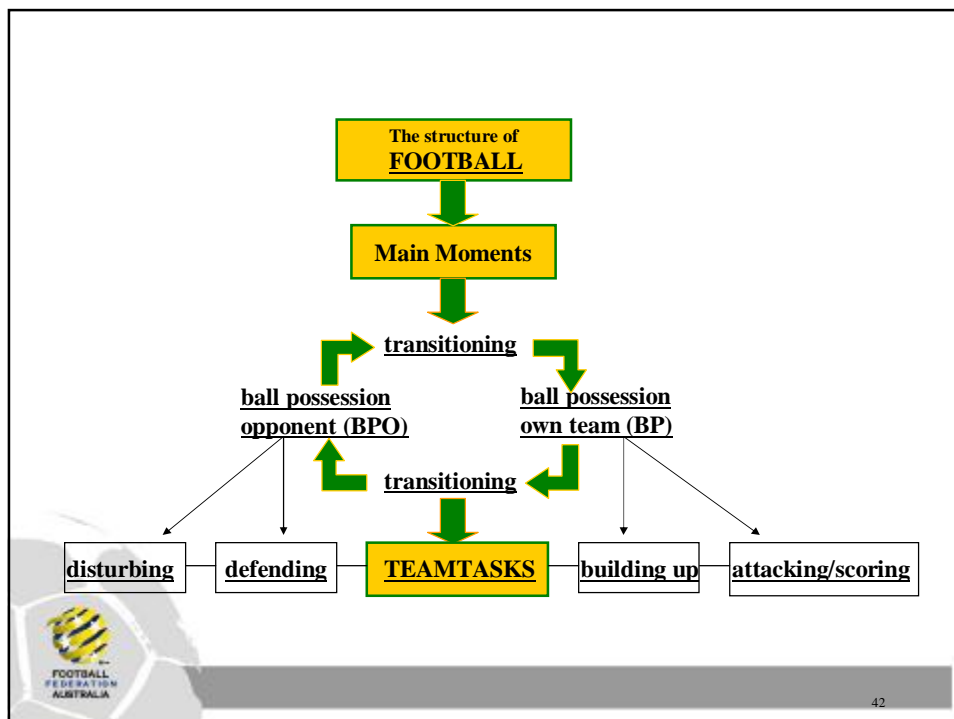 The structure of
FOOTBALL
Main Moments
transitioning
ball possession
opponent (BPO)
ball possession
own team (BP)
transitioning
disturbing
defending
TEAMTASKS
building up
attacking/scoring
FOOTBALL
FEDERATION
AUSTRALIA
42